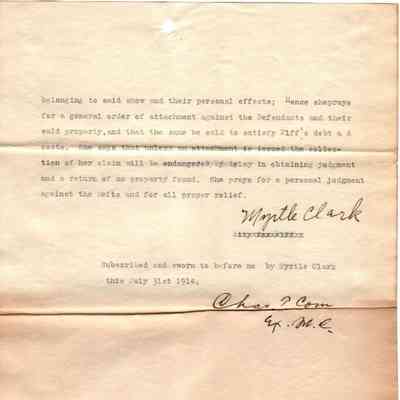 belonging to said show and their personal effects; Hence sheprays
for a general order of attachment against the Defendants and their
said property,and that the same be sold to satisfy Plff's debt a d
costs. She says that unless an attachment is issued the collec-
tion of her claim will be endangered by delay in obtaining judgment
and a return of no property found. She prays for a personal judgment
against the Defts and for all proper relief.
Myrtle Clark
Subscribed and sworn to before me by Myrtle Clark
this July 31st 1914.
Chas T Corn
Ex. M.C.